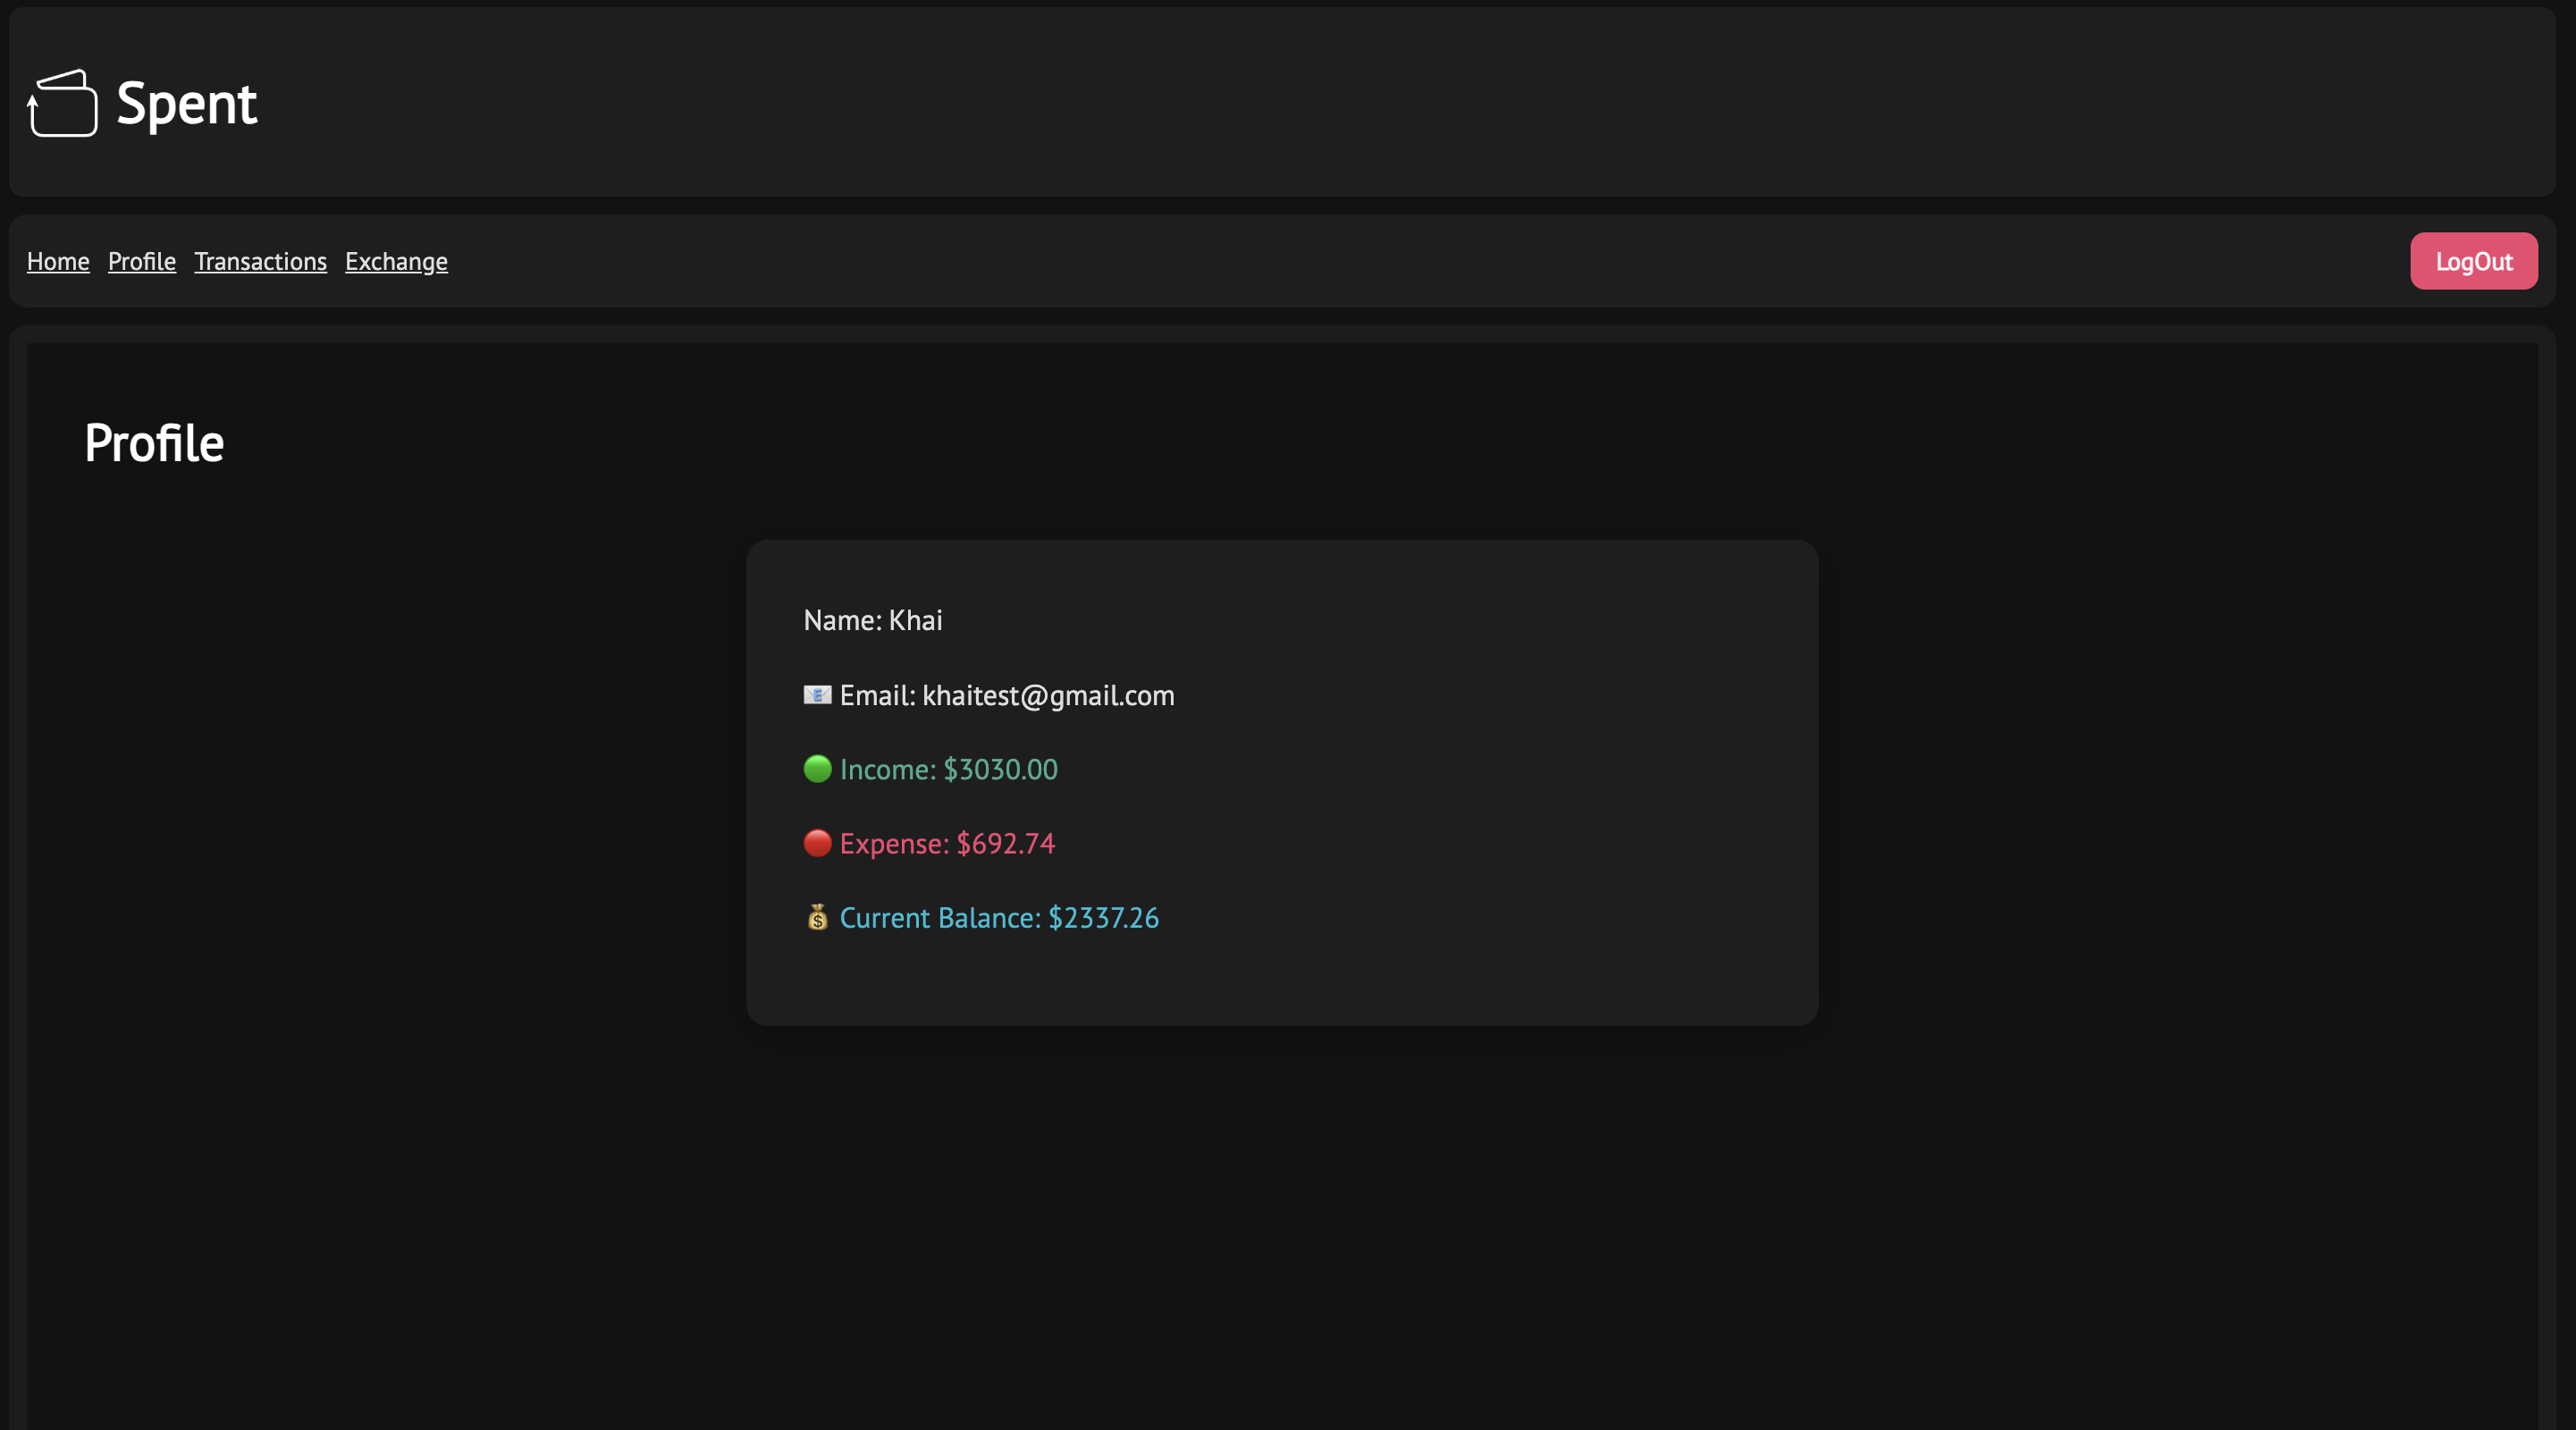 Spent
Home Profile Transactions Exchange LogOut
Profile
Name: Khai
📧 Email: khaitest@gmail.com
🟢 Income: $3030.00
🔴 Expense: $692.74
💰 Current Balance: $2337.26